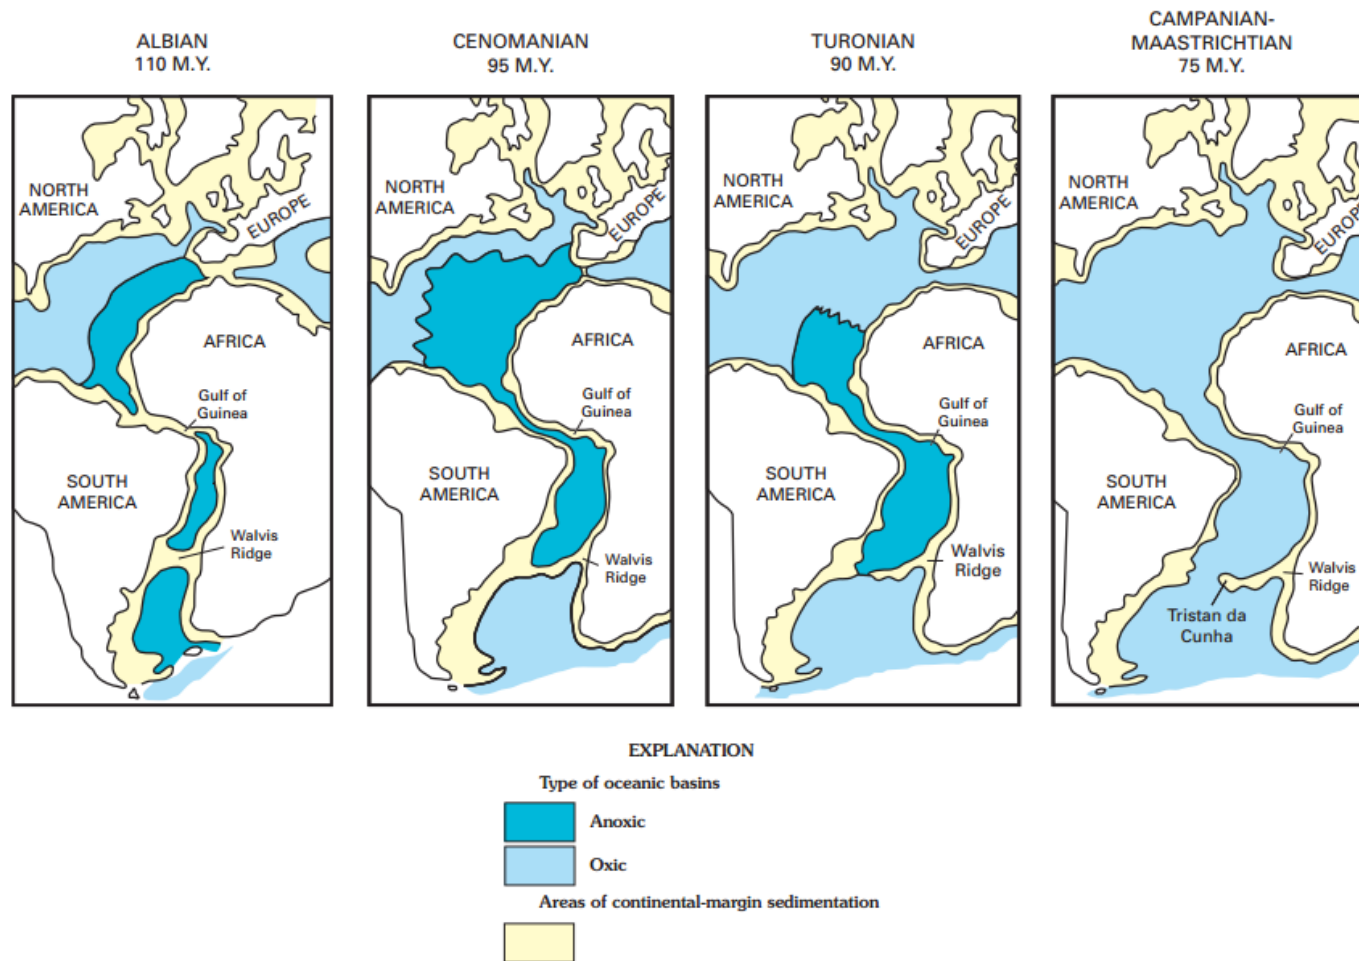 ALBIAN
110 M.Y.
CENOMANIAN
95 M.Y.
TURONIAN
90 M.Y.
CAMPANIAN-
MAASTRICHTIAN
75 M.Y.
NORTH
AMERICA
EUROPE
AFRICA
Gulf of
Guinea
SOUTH
AMERICA
Walvis
Ridge
NORTH
AMERICA
EUROPE
AFRICA
Gulf of
Guinea
SOUTH
AMERICA
Walvis
Ridge
NORTH
AMERICA
EUROPE
AFRICA
Gulf of
Guinea
SOUTH
AMERICA
Walvis
Ridge
NORTH
AMERICA
EUROPE
AFRICA
Gulf of
Guinea
SOUTH
AMERICA
Walvis
Ridge
Tristan da
Cunha
EXPLANATION
Type of oceanic basins
Anoxic
Oxic
Areas of continental-margin sedimentation